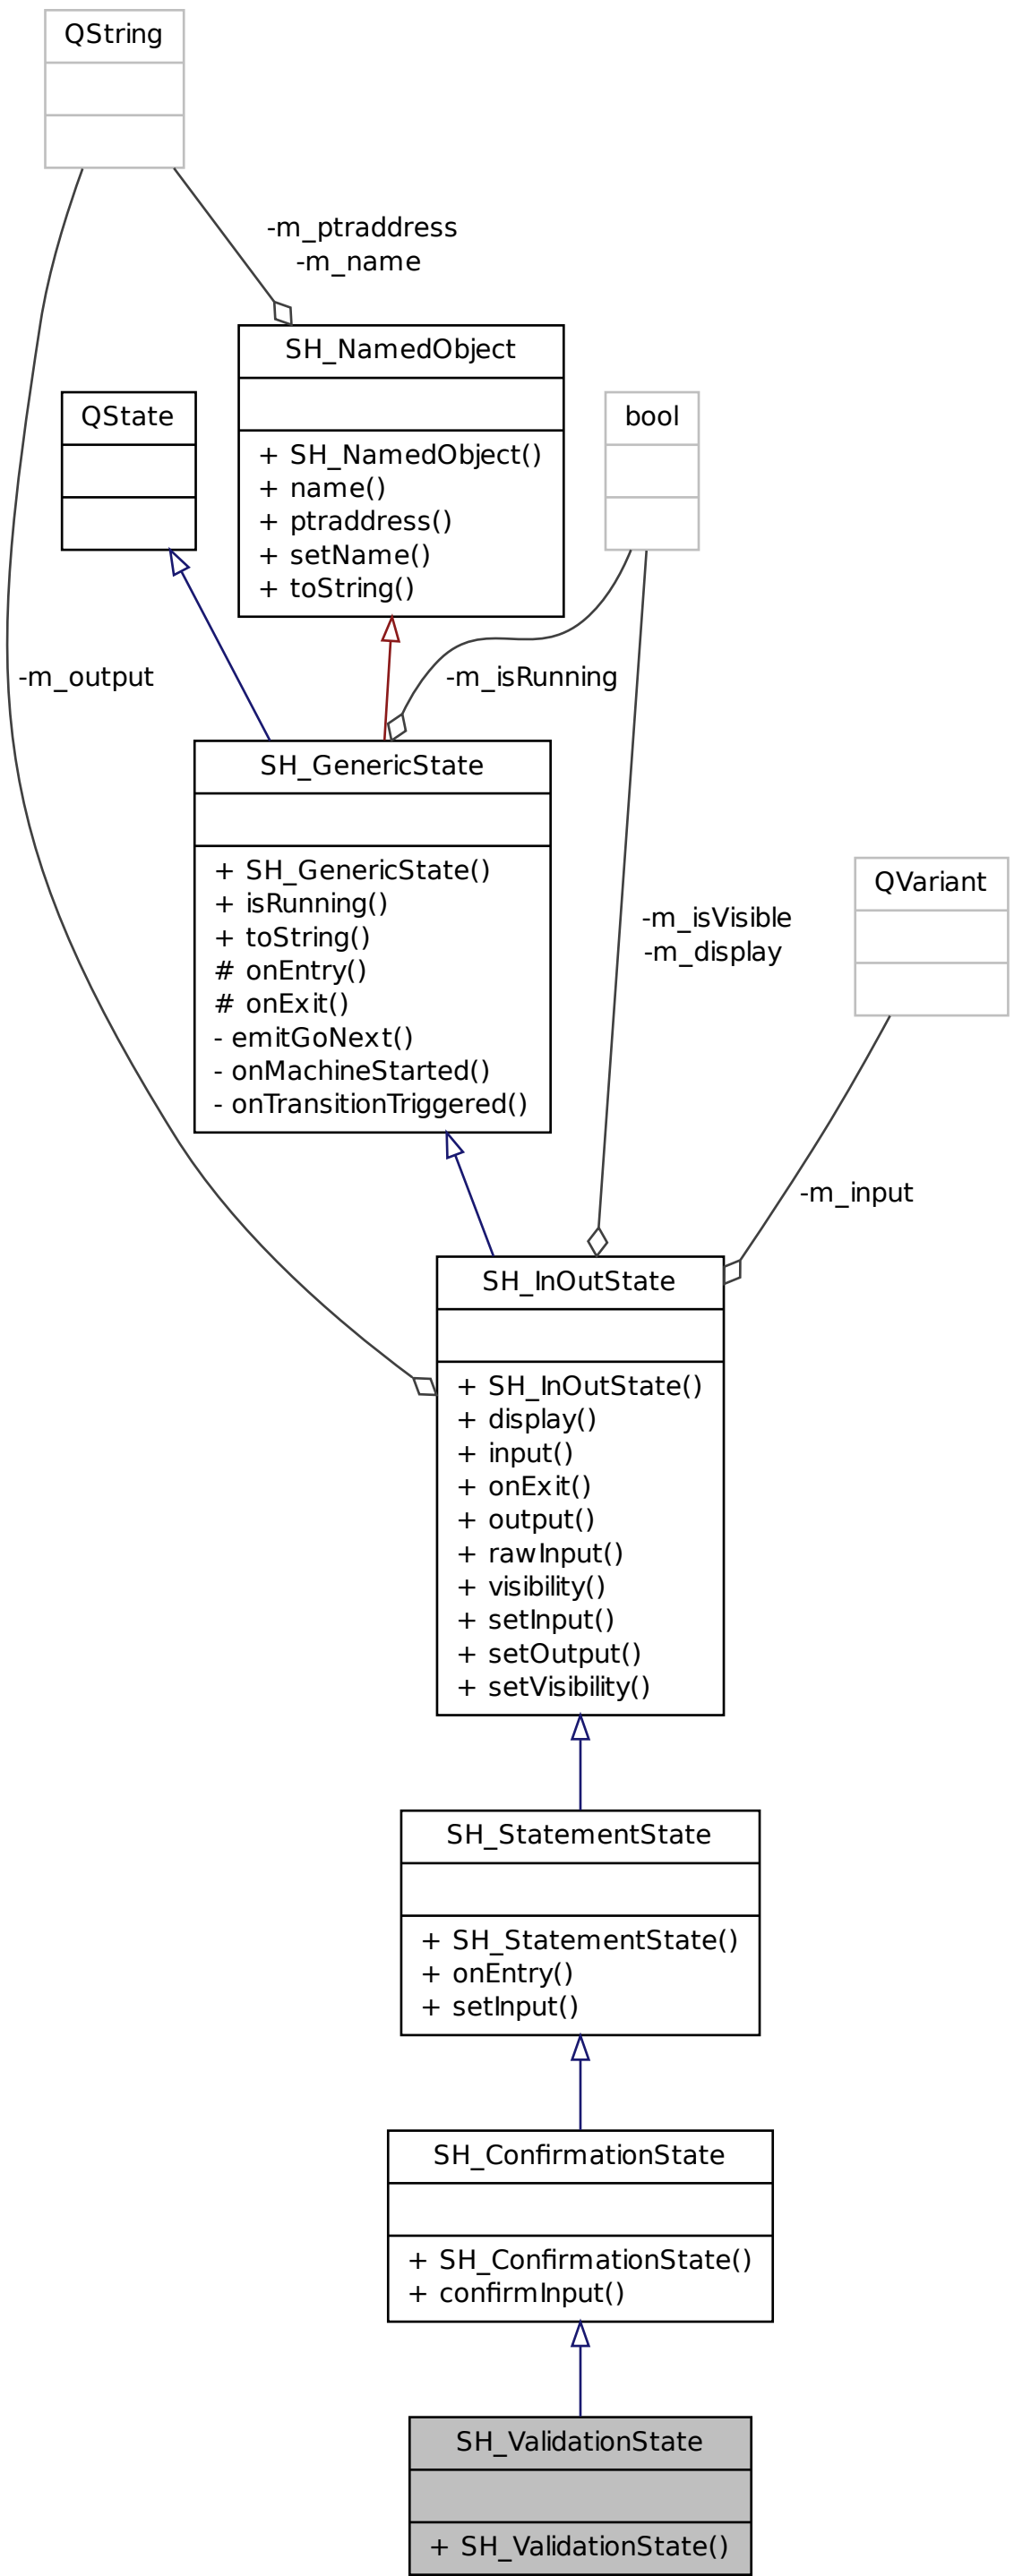 QString
-m_ptraddress
-m_name
SH_NamedObject
+ SH_NamedObject()
+ name()
+ ptraddress()
+ setName()
+ toString()
QState
bool
-m_output
-m_isRunning
SH_GenericState
+ SH_GenericState()
+ isRunning()
+ toString()
# onEntry()
# onExit()
- emitGoNext()
- onMachineStarted()
- onTransitionTriggered()
QVariant
-m_isVisible
-m_display
-m_input
SH_InOutState
+ SH_InOutState()
+ display()
+ input()
+ onExit()
+ output()
+ rawInput()
+ visibility()
+ setInput()
+ setOutput()
+ setVisibility()
SH_StatementState
+ SH_StatementState()
+ onEntry()
+ setInput()
SH_ConfirmationState
+ SH_ConfirmationState()
+ confirmInput()
SH_ValidationState
+ SH_ValidationState()